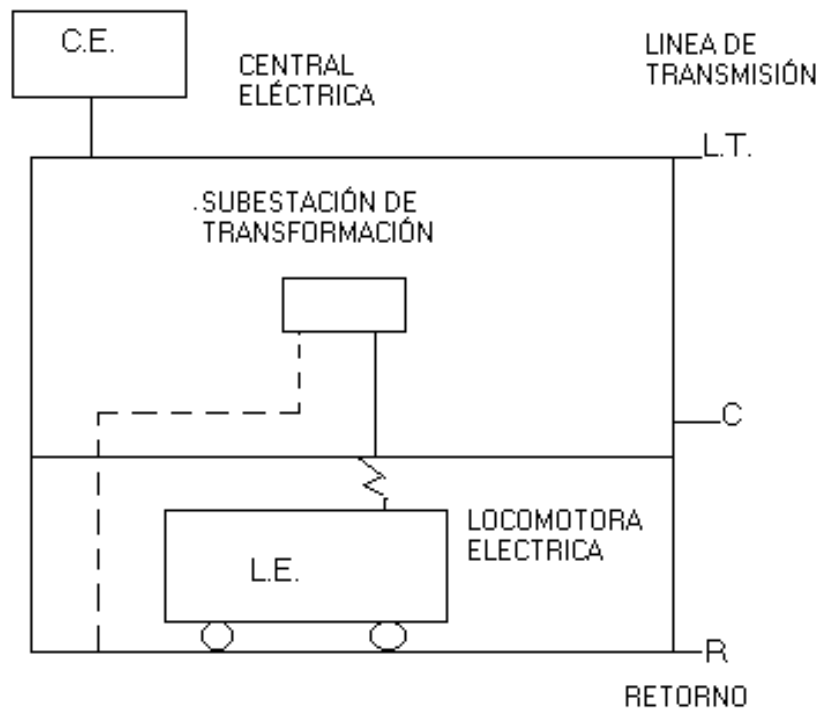 C.E.
CENTRAL
ELÉCTRICA
LINEA DE
TRANSMISIÓN
L.T.
.SUBESTACIÓN DE
TRANSFORMACIÓN
C
LOCOMOTORA
ELECTRICA
L.E.
R
RETORNO